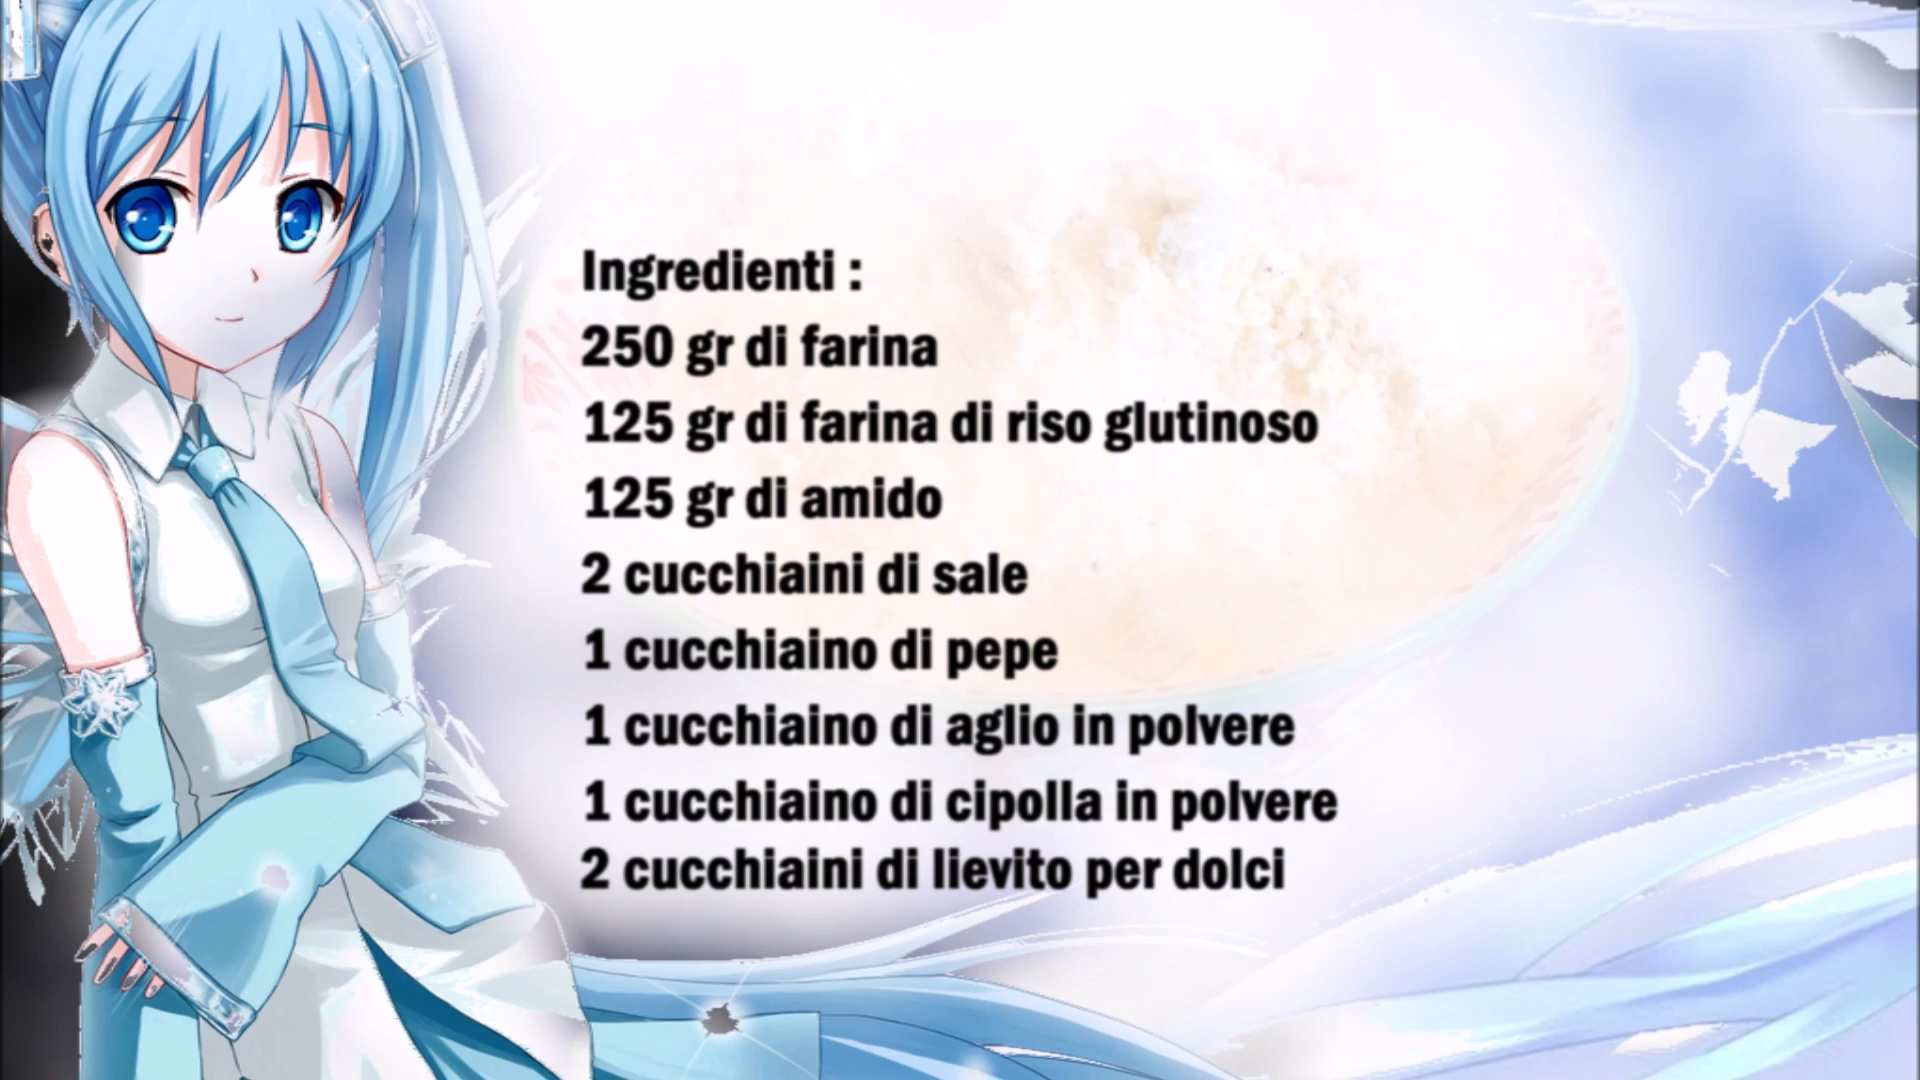 Ingredienti :
250 gr di farina
125 gr di farina di riso glutinoso
125 gr di amido
2 cucchiaini di sale
1 cucchiaino di pepe
1 cucchiaino di aglio in polvere
1 cucchiaino di cipolla in polvere
2 cucchiaini di lievito per dolci